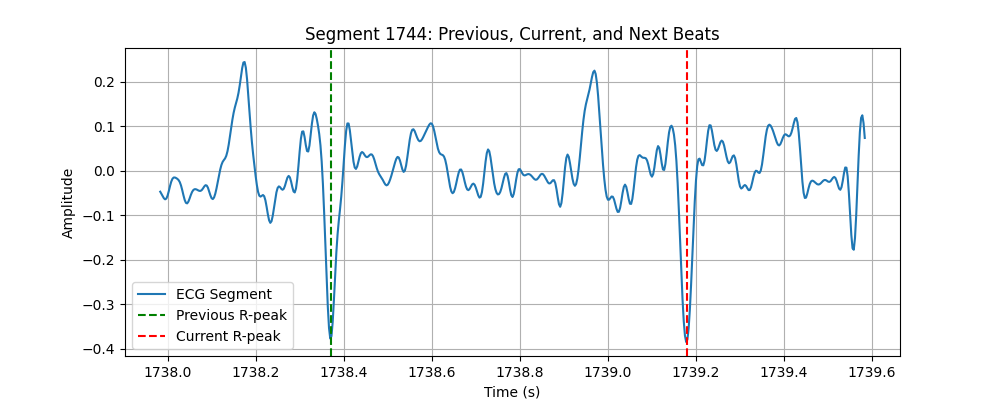 Segment 1744: Previous, Current, and Next Beats
Amplitude
0.2
0.1
0.0
−0.1
−0.2
−0.3
−0.4
ECG Segment
Previous R-peak
Current R-peak
1738.0 1738.2 1738.4 1738.6 1738.8 1739.0 1739.2 1739.4 1739.6
Time (s)